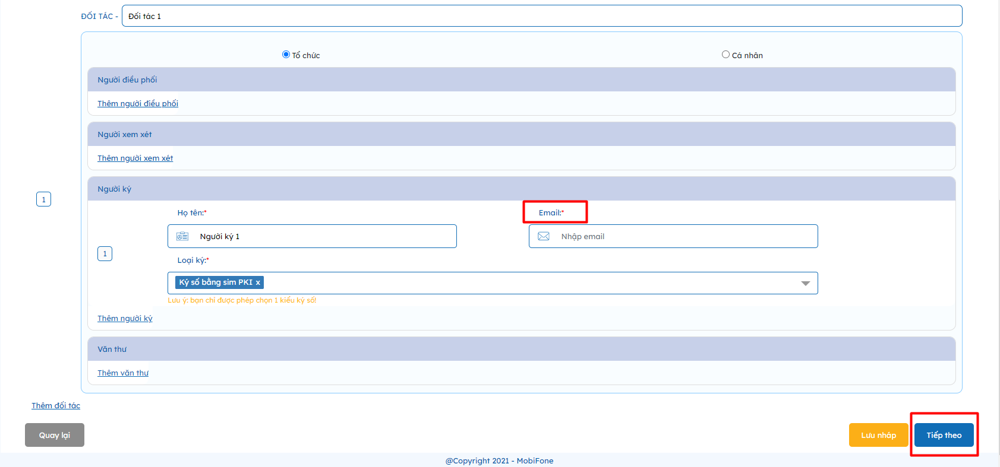 ĐỐI TÁC - Đối tác 1
Tổ chức Cá nhân
Người điều phối
Thêm người điều phối
Người xem xét
Thêm người xem xét
Người ký
1
Họ tên:* Email:*
Người ký 1 Nhập email
1
Loại ký:*
Ký số bằng sim PKI x
Lưu ý: bạn chỉ được phép chọn 1 kiểu ký số!
Thêm người ký
Văn thư
Thêm văn thư
Thêm đối tác
Quay lại Lưu nháp Tiếp theo
@Copyright 2021 - MobiFone